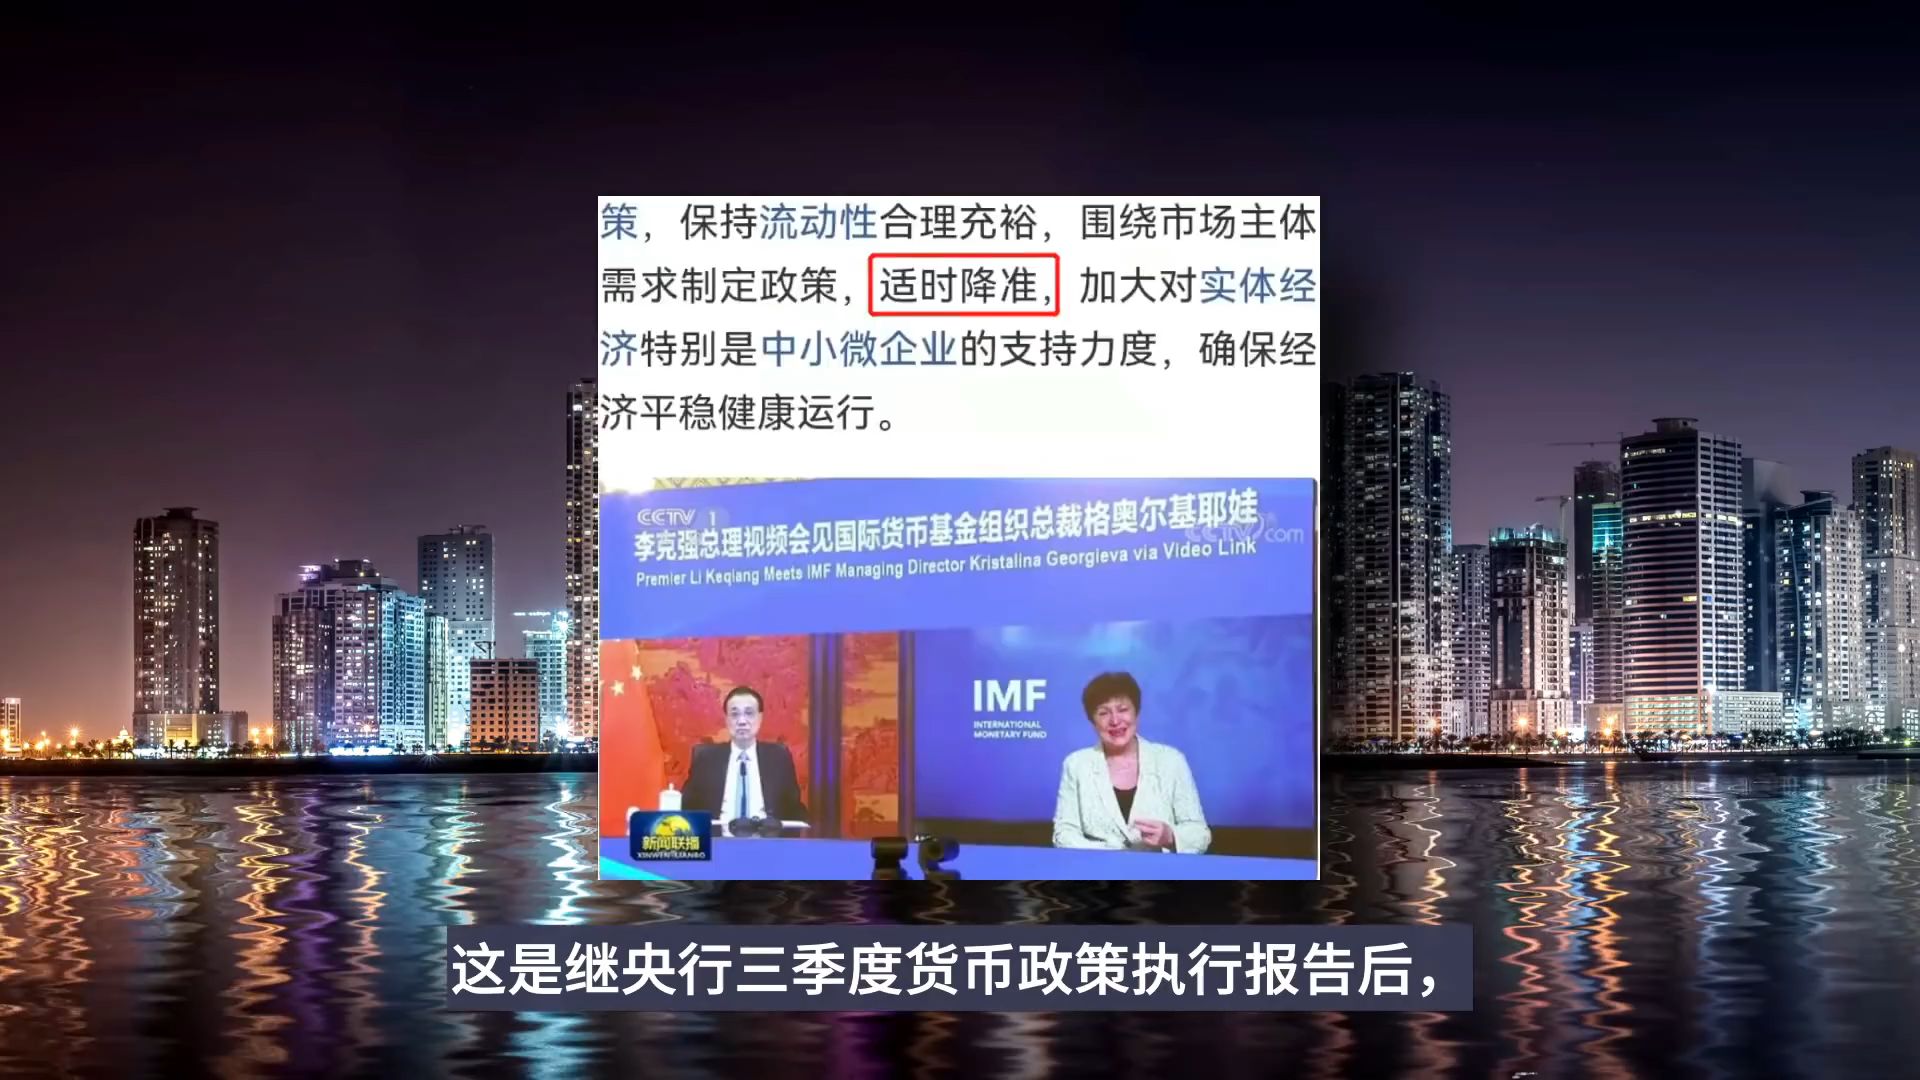 策，保持流动性合理充裕，围绕市场主体
需求制定政策，适时降准，加大对实体经
济特别是中小微企业的支持力度，确保经
济平稳健康运行。
CCTV 1
李克强总理视频会见国际货币基金组织总裁格奥尔基耶娃
CCTV.com
Premier Li Keqiang Meets IMF Managing Director Kristalina Georgieva via Video Link
IMF
INTERNATIONAL
MONETARY FUND
新闻联播
XINWENLIANBO
这是继央行三季度货币政策执行报告后，